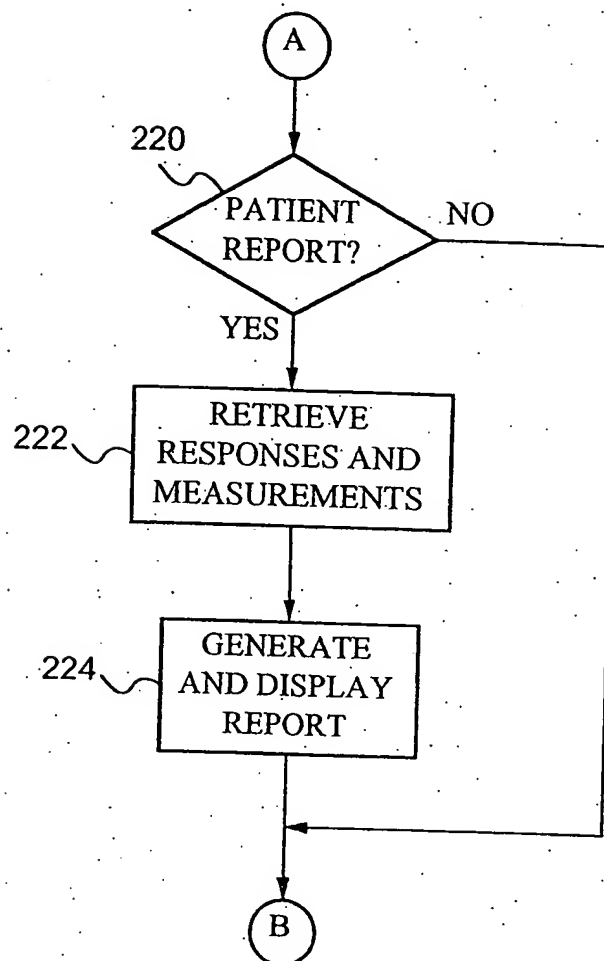 A
220
PATIENT
REPORT?
NO
YES
222
RETRIEVE
RESPONSES AND
MEASUREMENTS
224
GENERATE
AND DISPLAY
REPORT
B